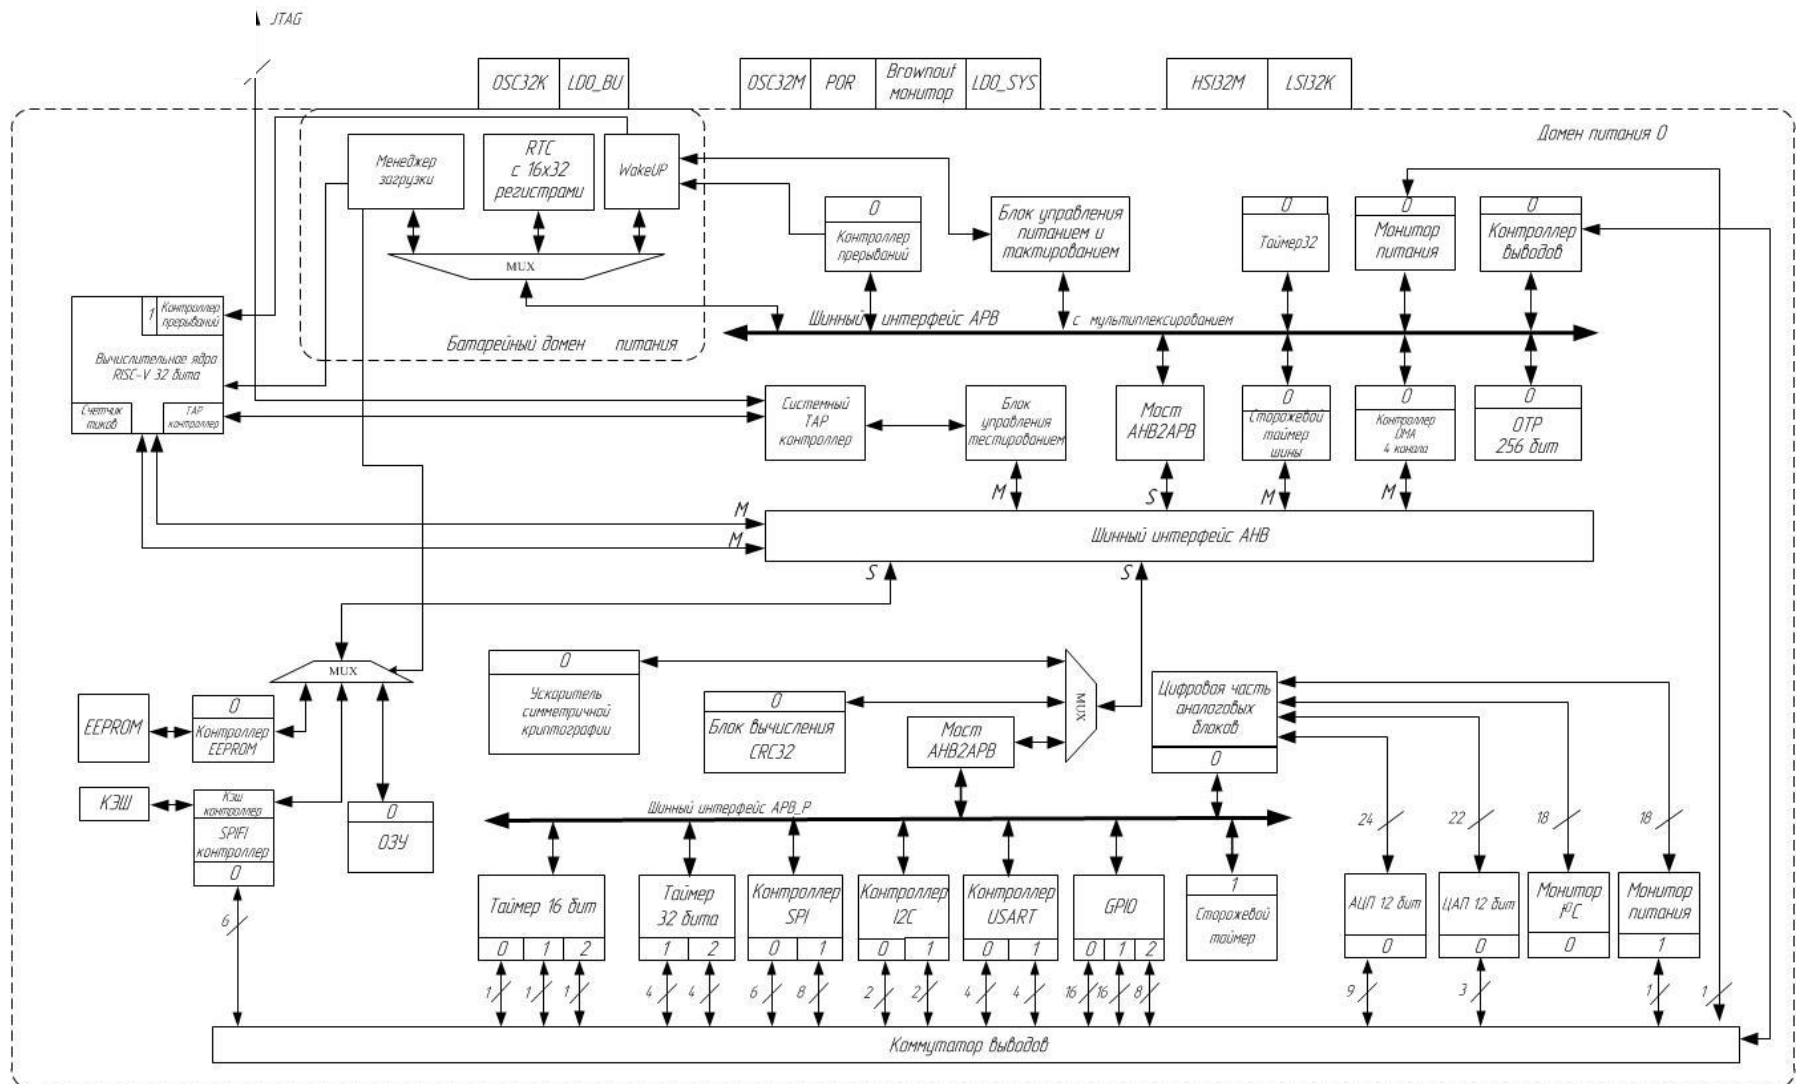 JTAG
OSC32K
LDO_BU
OSC32M
POR
Brownout
монитор
LDO_SYS
HSI32M
LSI32K
Домен питания 0
Менеджер
загрузки
RTC
с 16x32
регистрами
WakeUP
MUX
Батарейный домен питания
0
Контроллер
прерываний
Блок управления
питанием и
тактированием
0
Таймер32
0
Монитор
питания
0
Контроллер
выводов
1
Контроллер
прерываний
Вычислительное ядро
RISC-V 32 бита
Счетчик
тиков
TAP
контроллер
Шинный интерфейс APB с мультиплексированием
Системный
TAP
контроллер
Блок
управления
тестированием
Мост
AHB2APB
0
Сторожевой
таймер
шины
0
Контроллер
DMA
4 канала
0
OTP
256 бит
M
S
M
M
M
M
Шинный интерфейс AHB
S
S
MUX
EEPROM
0
Контроллер
EEPROM
КЭШ
Кэш
контроллер
SPIFI
контроллер
0
0
ОЗУ
0
Ускоритель
симметричной
криптографии
0
Блок вычисления
CRC32
Мост
AHB2APB
MUX
Цифровая часть
аналоговых
блоков
0
Шинный интерфейс APB_P
Таймер 16 бит
0 1 2
Таймер
32 бита
1 2
Контроллер
SPI
0 1
Контроллер
I2C
0 1
Контроллер
USART
0 1
GPIO
0 1 2
1
Сторожевой
таймер
24
22
18
18
АЦП 12 бит
0
ЦАП 12 бит
0
Монитор
0
Монитор
питания
1
6
1 1 1
4 4
6 8
2 2
4 4
16 16 8
9
3
1
1
Коммутатор выводов